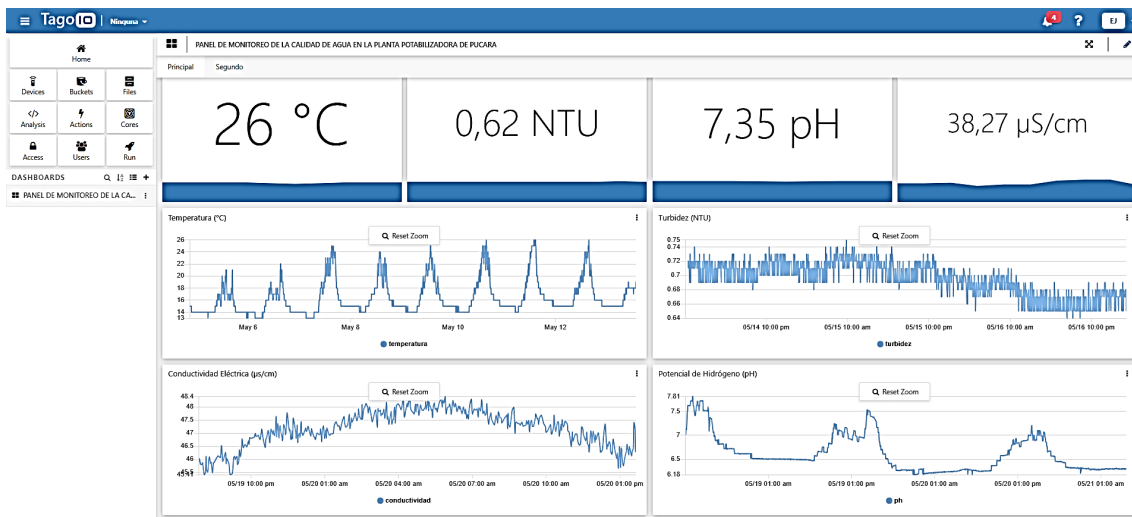 TagoIO | Ninguna
4
?
EJ
Home
Devices Buckets Files
Analysis Actions Cores
Access Users Run
DASHBOARDS
PANEL DE MONITOREO DE LA CA...
PANEL DE MONITOREO DE LA CALIDAD DE AGUA EN LA PLANTA POTABILIZADORA DE PUCARA
Principal Segundo
26 °C
0,62 NTU
7,35 pH
38,27 µS/cm
Temperatura (°C)
Reset Zoom
26
24
22
20
18
16
14
13
May 6 May 8 May 10 May 12
temperatura
Turbidez (NTU)
Reset Zoom
0.75
0.74
0.72
0.7
0.68
0.66
0.64
05/14 10:00 pm 05/15 10:00 am 05/15 10:00 pm 05/16 10:00 am 05/16 10:00 pm
turbidez
Conductividad Eléctrica (µs/cm)
Reset Zoom
48.4
48
47.5
47
46.5
46
05/19 10:00 pm 05/20 01:00 am 05/20 04:00 am 05/20 07:00 am 05/20 10:00 am 05/20 01:00 pm
conductividad
Potencial de Hidrógeno (pH)
Reset Zoom
7.81
7.5
7
6.5
6.18
05/19 01:00 am 05/19 01:00 pm 05/20 01:00 am 05/20 01:00 pm 05/21 01:00 am
ph